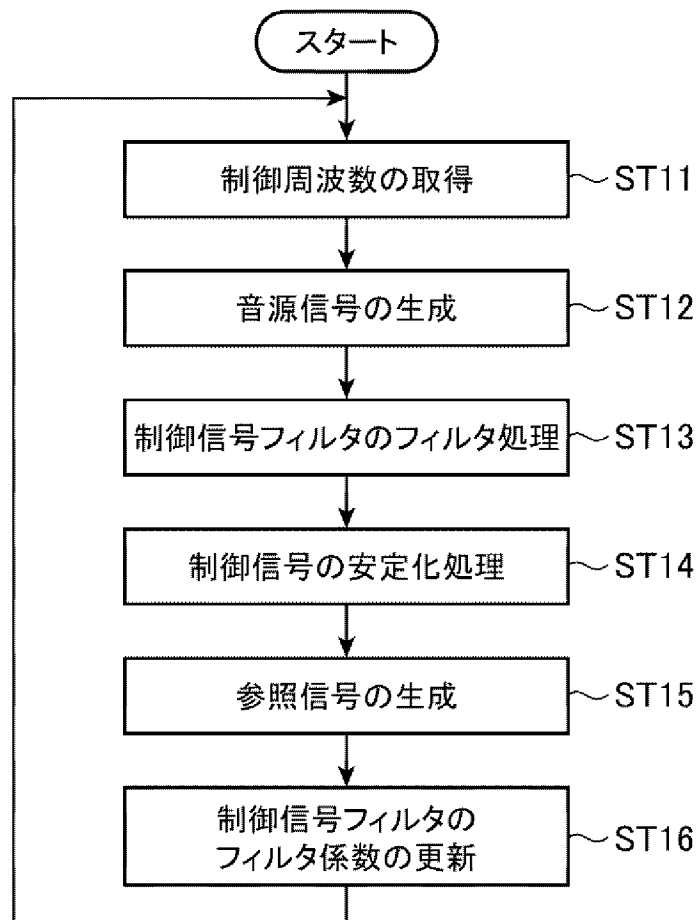 スタート
制御周波数の取得 ST11
音源信号の生成 ST12
制御信号フィルタのフィルタ処理 ST13
制御信号の安定化処理 ST14
参照信号の生成 ST15
制御信号フィルタの
フィルタ係数の更新 ST16